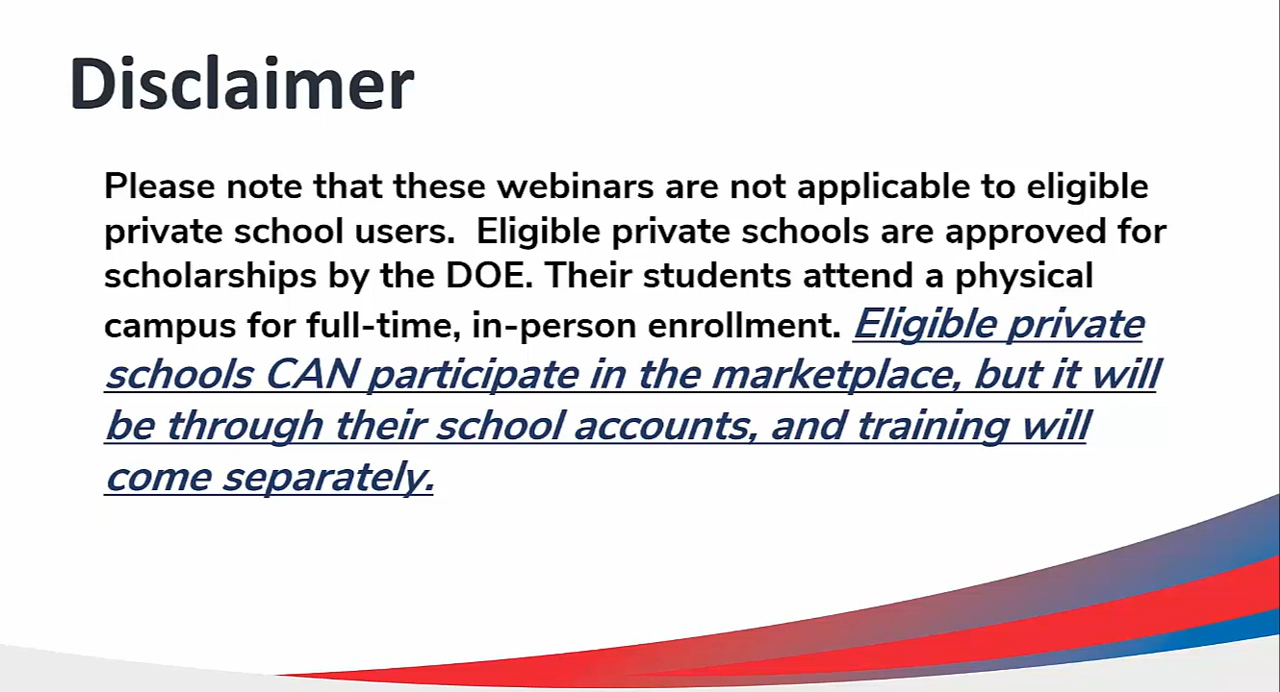 Disclaimer
Please note that these webinars are not applicable to eligible
private school users.  Eligible private schools are approved for
scholarships by the DOE. Their students attend a physical
campus for full-time, in-person enrollment. Eligible private
schools CAN participate in the marketplace, but it will
be through their school accounts, and training will
come separately.